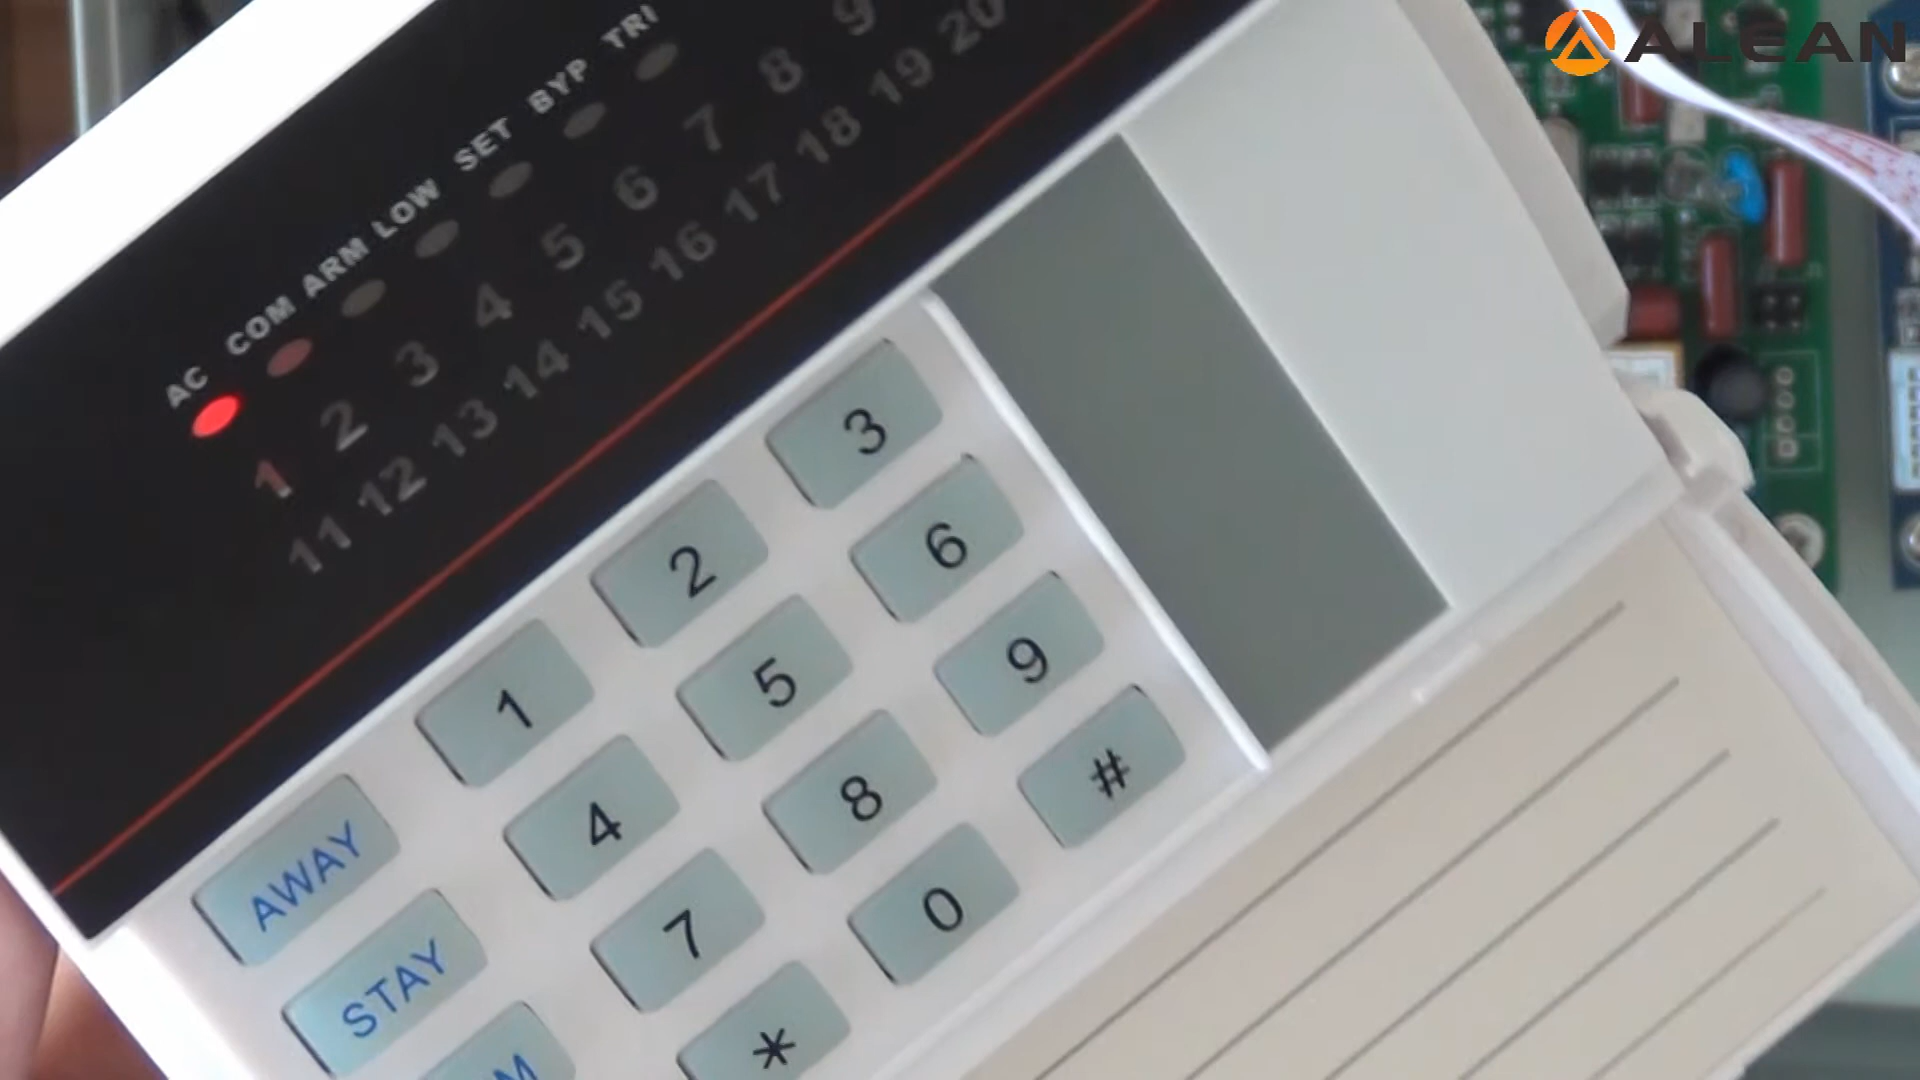 ALEAN
AC COM ARM LOW SET BYP TRI
1 2 3 4 5 6 7 8 9
11 12 13 14 15 16 17 18 19 20
AWAY 1 2 3
STAY 4 5 6
7 8 9
* 0 #